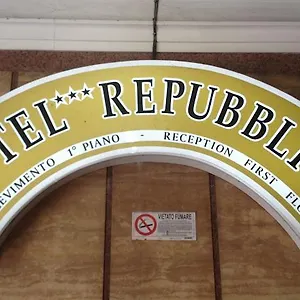 TEL*** REPUBBLI
EVIMENTO 1° PIANO - RECEPTION FIRST FL
VIETATO FUMARE